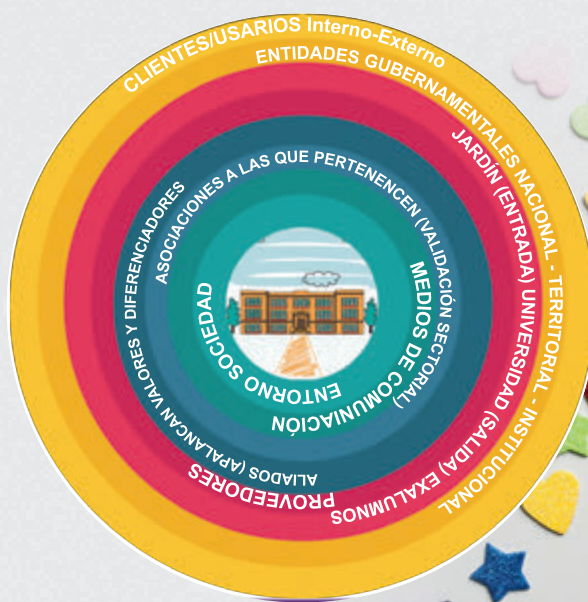 CLIENTES/USARIOS Interno-Externo
ENTIDADES GUBERNAMENTALES NACIONAL - TERRITORIAL - INSTITUCIONAL
JARDÍN (ENTRADA) UNIVERSIDAD (SALIDA) EXALUMNOS
PROVEEDORES
ALIADOS (APALANCAN VALORES Y DIFERENCIADORES
ASOCIACIONES A LAS QUE PERTENENCEN (VALIDACIÓN SECTORIAL)
MEDIOS DE COMUNIACIÓN
ENTORNO SOCIEDAD